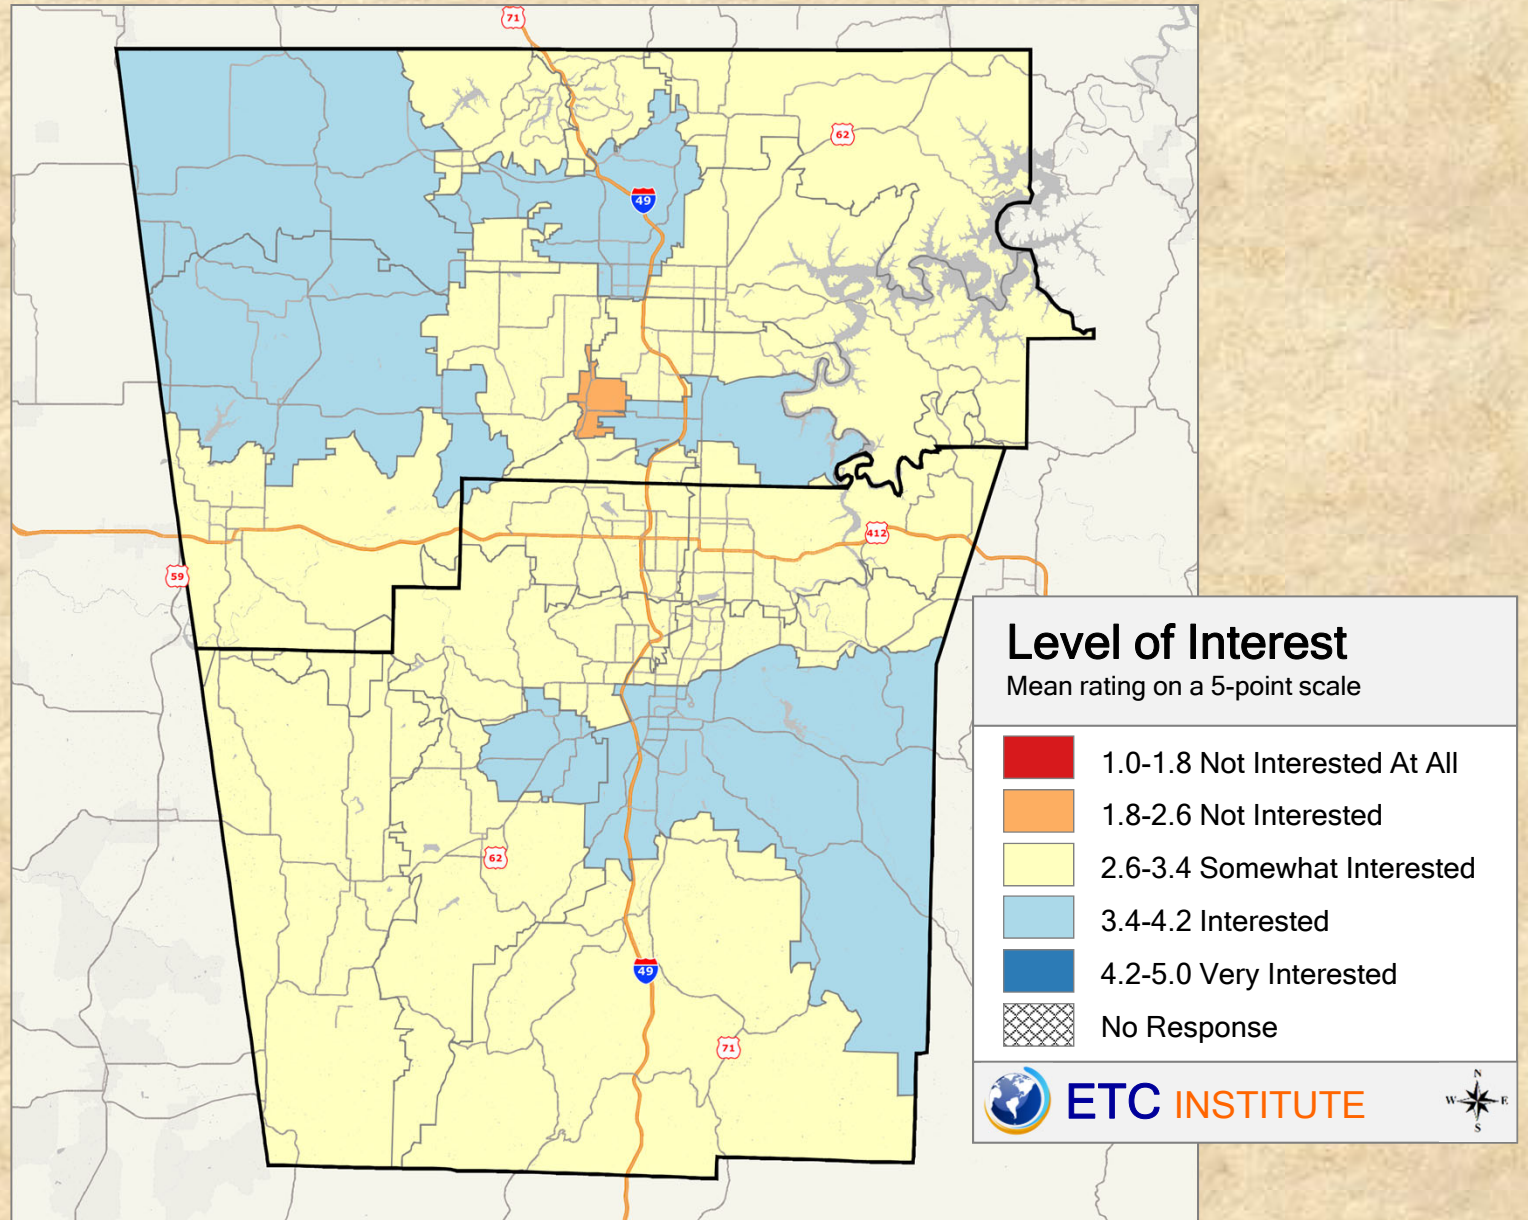 71
62
49
412
59
62
49
71
Level of Interest
Mean rating on a 5-point scale
1.0-1.8 Not Interested At All
1.8-2.6 Not Interested
2.6-3.4 Somewhat Interested
3.4-4.2 Interested
4.2-5.0 Very Interested
No Response
ETC INSTITUTE
N
W E
S